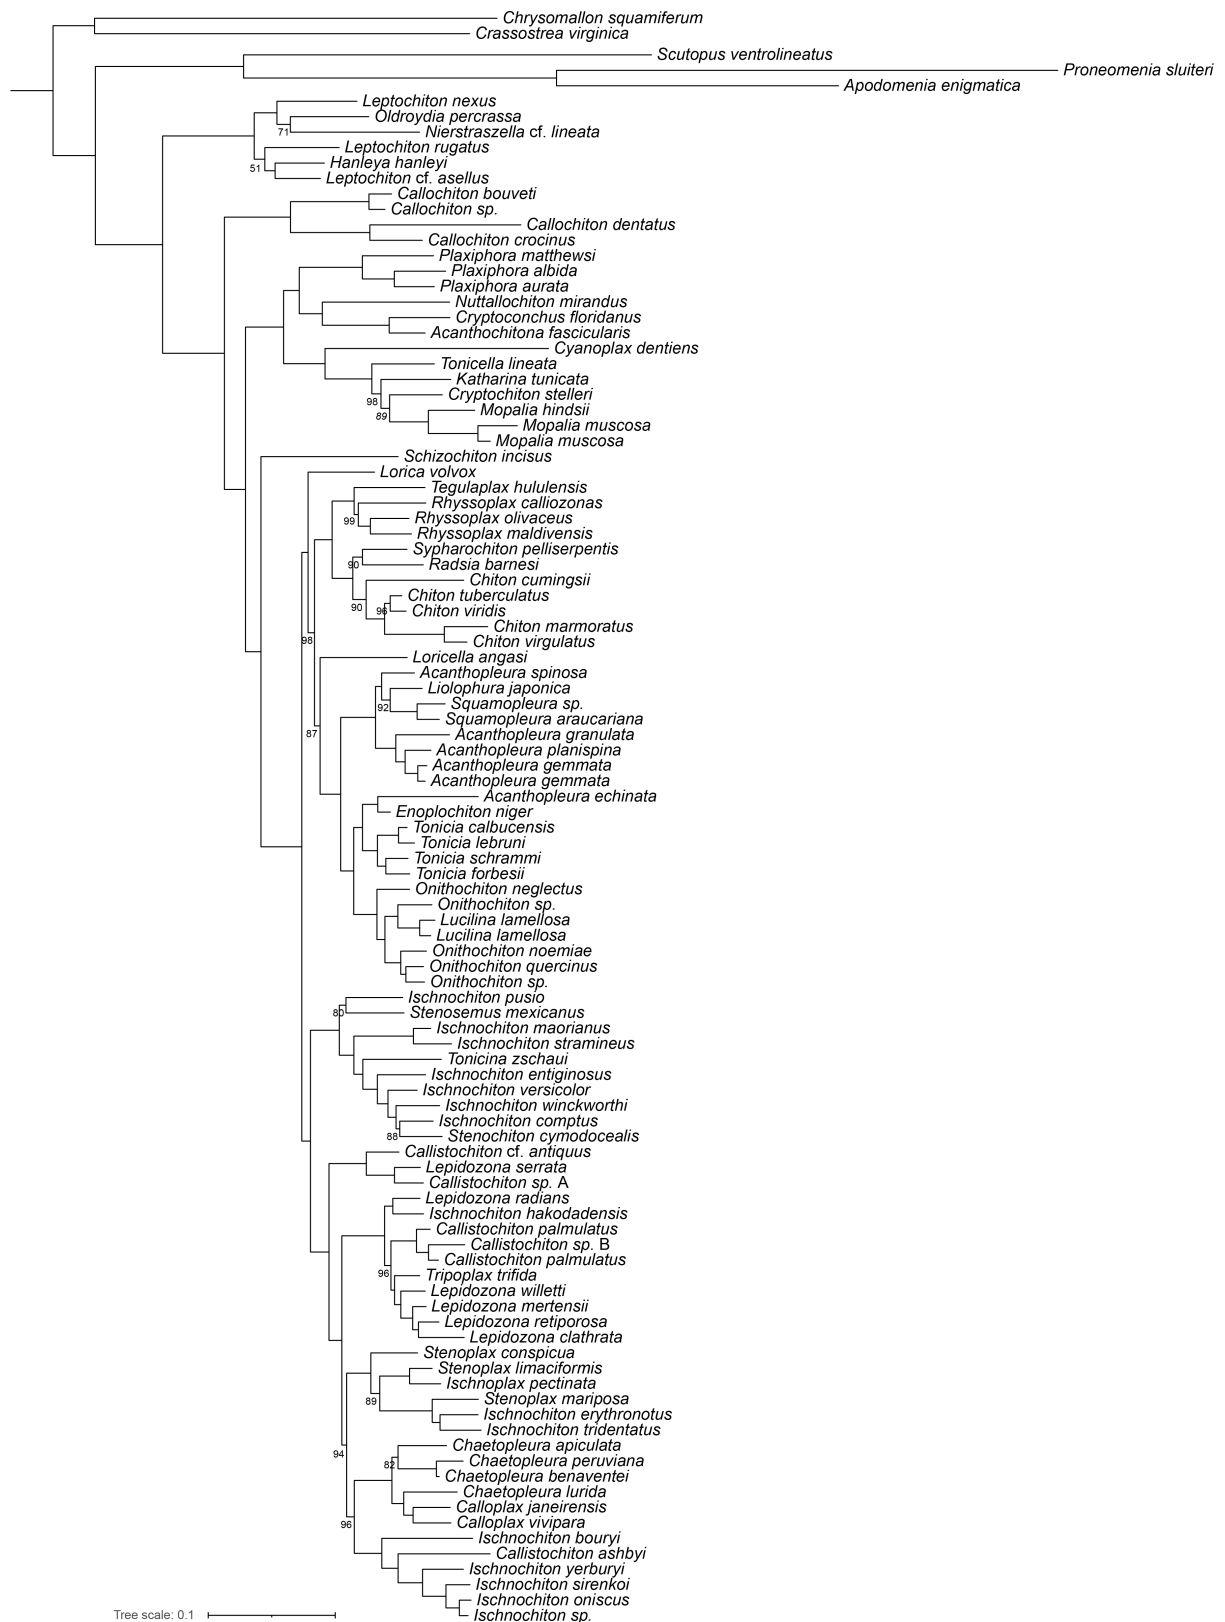 Chrysomallon squamiferum
Crassostrea virginica
Scutopus ventrolineatus
Proneomenia sluiteri
Apodomenia enigmatica
Leptochiton nexus
Oldroydia percrassa
71
Nierstraszella cf. lineata
Leptochiton rugatus
Hanleya hanleyi
51
Leptochiton cf. asellus
Callochiton bouveti
Callochiton sp.
Callochiton dentatus
Callochiton crocinus
Plaxiphora matthewsi
Plaxiphora albida
Plaxiphora aurata
Nuttallochiton mirandus
Cryptoconchus floridanus
Acanthochitona fascicularis
Cyanoplax dentiens
Tonicella lineata
Katharina tunicata
Cryptochiton stelleri
98
Mopalia hindsii
89
Mopalia muscosa
Mopalia muscosa
Schizochiton incisus
Lorica volvox
Tegulaplax hululensis
Rhyssoplax calliozonas
Rhyssoplax olivaceus
99
Rhyssoplax maldivensis
Sypharochiton pelliserpentis
90
Radsia barnesi
Chiton cumingsii
Chiton tuberculatus
90
96
Chiton viridis
Chiton marmoratus
98
Chiton virgulatus
Loricella angasi
Acanthopleura spinosa
Liolophura japonica
92
Squamopleura sp.
Squamopleura araucariana
87
Acanthopleura granulata
Acanthopleura planispina
Acanthopleura gemmata
Acanthopleura gemmata
Acanthopleura echinata
Enoplochiton niger
Tonicia calbucensis
Tonicia lebruni
Tonicia schrammi
Tonicia forbesii
Onithochiton neglectus
Onithochiton sp.
Lucilina lamellosa
Lucilina lamellosa
Onithochiton noemiae
Onithochiton quercinus
Onithochiton sp.
Ischnochiton pusio
80
Stenosemus mexicanus
Ischnochiton maorianus
Ischnochiton stramineus
Tonicina zschaui
Ischnochiton entiginosus
Ischnochiton versicolor
Ischnochiton winckworthi
Ischnochiton comptus
88
Stenochiton cymodocealis
Callistochiton cf. antiquus
Lepidozona serrata
Callistochiton sp. A
Lepidozona radians
Ischnochiton hakodadensis
Callistochiton palmulatus
Callistochiton sp. B
Callistochiton palmulatus
96
Tripoplax trifida
Lepidozona willetti
Lepidozona mertensii
Lepidozona retiporosa
Lepidozona clathrata
Stenoplax conspicua
Stenoplax limaciformis
Ischnoplax pectinata
89
Stenoplax mariposa
Ischnochiton erythronotus
Ischnochiton tridentatus
Chaetopleura apiculata
94
82
Chaetopleura peruviana
Chaetopleura benaventei
Chaetopleura lurida
Calloplax janeirensis
96
Calloplax vivipara
Ischnochiton bouryi
Callistochiton ashbyi
Ischnochiton yerburyi
Ischnochiton sirenkoi
Ischnochiton oniscus
Ischnochiton sp.
Tree scale: 0.1